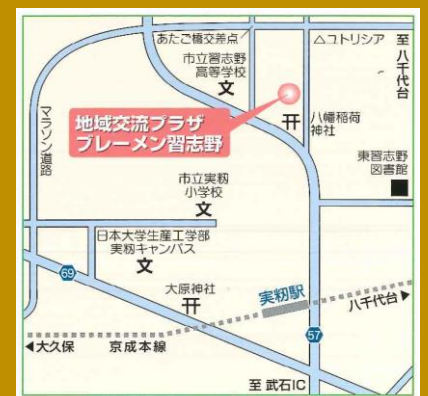 あたご橋交差点
△ユトリシア
至八千代台
市立習志野
高等学校
文
マラソン道路
地域交流プラザ
ブレーメン習志野
八幡稲荷
神社
東習志野
図書館
市立実籾
小学校
文
日本大学生産工学部
実籾キャンパス
文
69
大原神社
実籾駅
八千代台▶
57
◀大久保
京成本線
至 武石IC